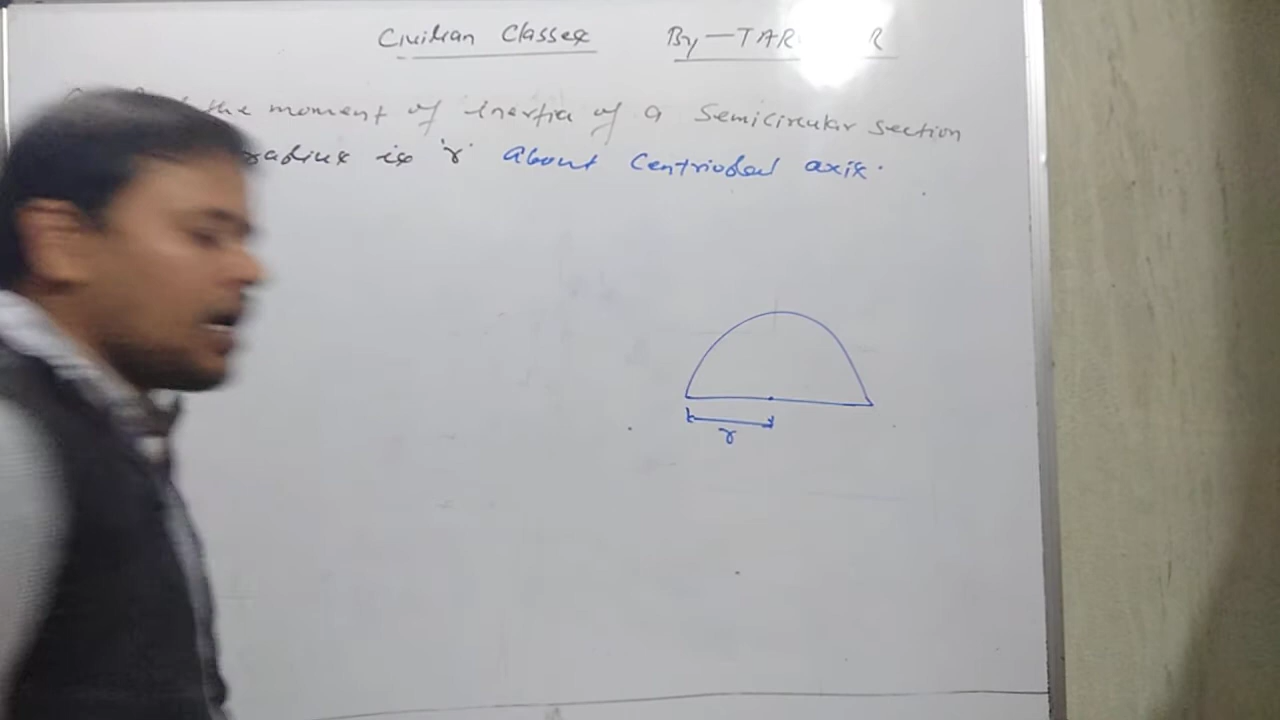 Civilian Classes By-TAR R
the moment of inertia of a Semicircular section
radius is 'r' About Centriodal axis.
r